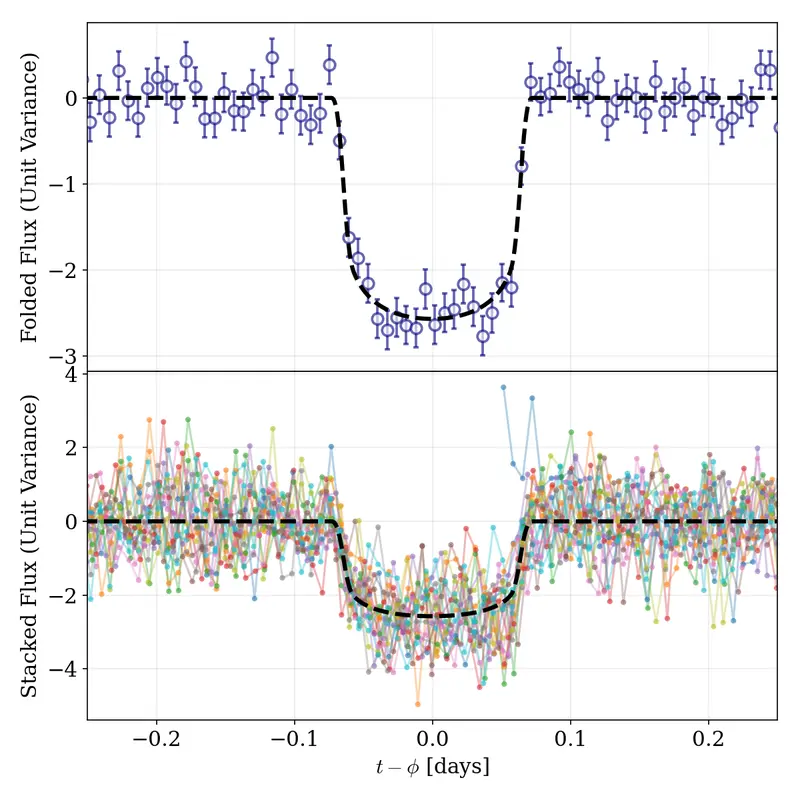 Folded Flux (Unit Variance)
0
−1
−2
−3
Stacked Flux (Unit Variance)
4
2
0
−2
−4
−0.2 −0.1 0.0 0.1 0.2
t − ϕ [days]